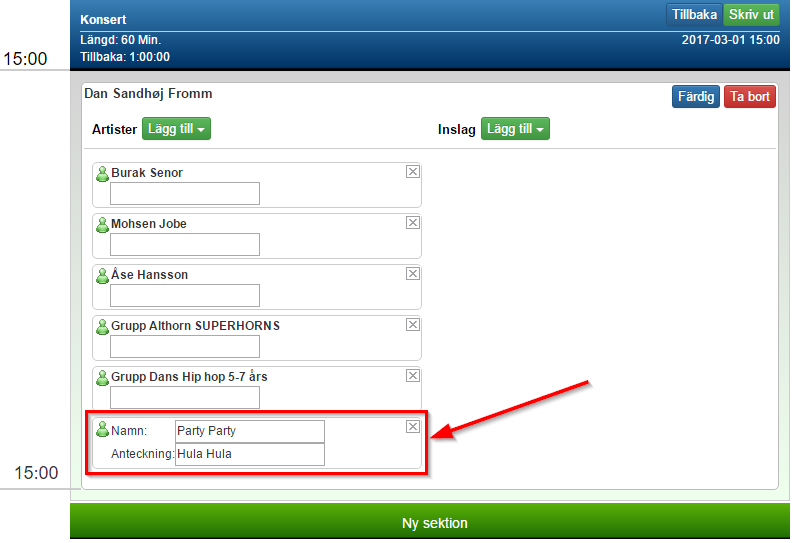 Konsert
Tillbaka Skriv ut
Längd: 60 Min.
2017-03-01 15:00
Tillbaka: 1:00:00
15:00
Dan Sandhøj Fromm
Färdig Ta bort
Artister Lägg till
Inslag Lägg till
Burak Senor
Mohsen Jobe
Åse Hansson
Grupp Althorn SUPERHORNS
Grupp Dans Hip hop 5-7 års
Namn: Party Party
Anteckning: Hula Hula
15:00
Ny sektion